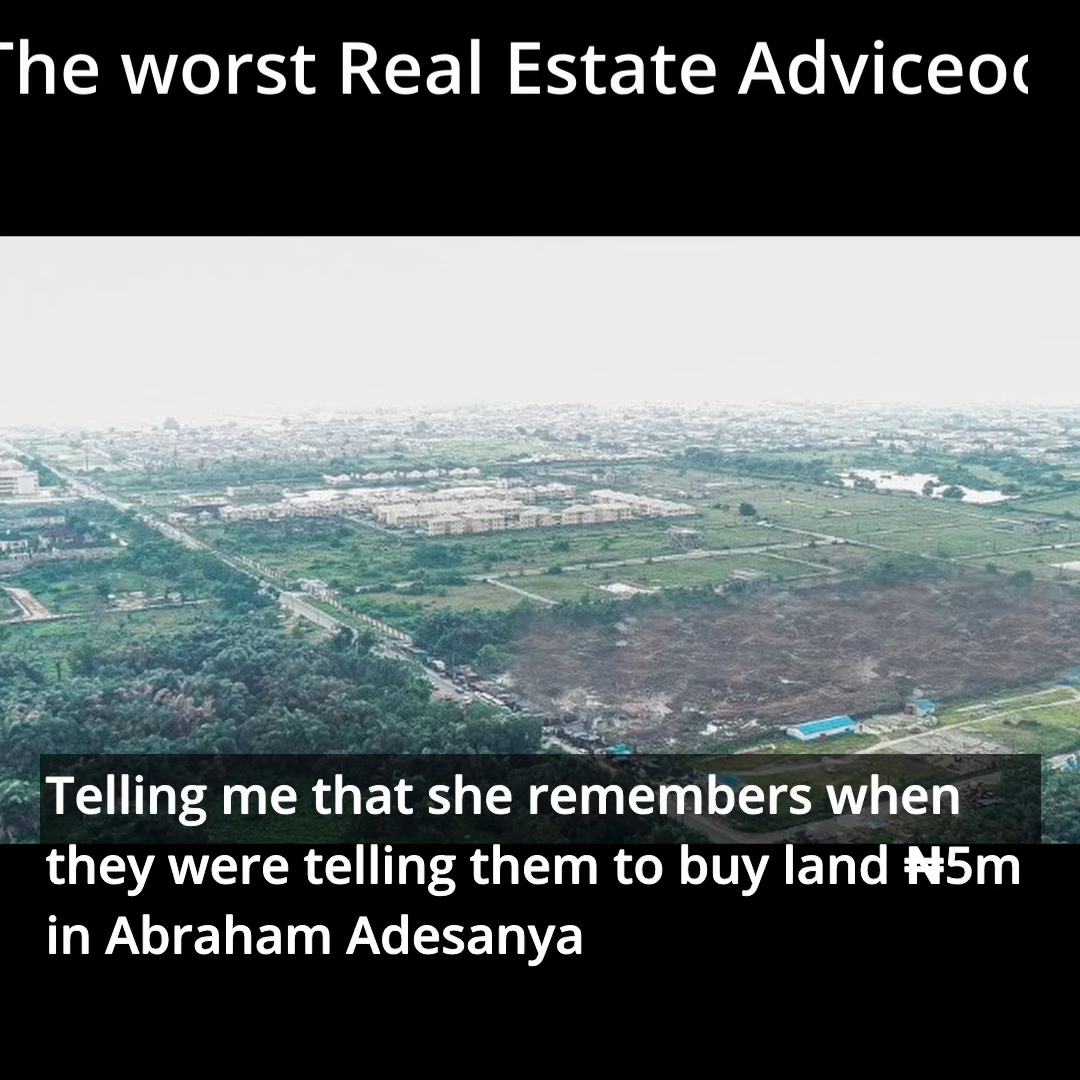 The worst Real Estate Adviceo
Telling me that she remembers when
they were telling them to buy land ₦5m
in Abraham Adesanya